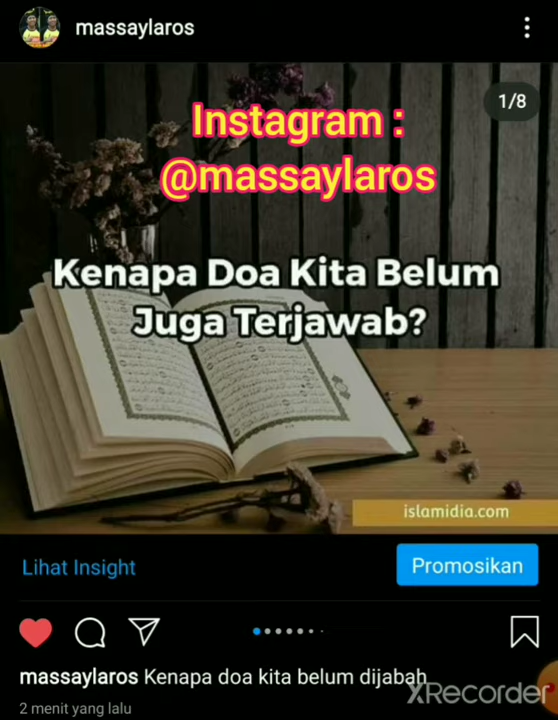 massaylaros
1/8
Instagram :
@massaylaros
Kenapa Doa Kita Belum
Juga Terjawab?
islamidia.com
Lihat Insight
Promosikan
massaylaros Kenapa doa kita belum dijabah
2 menit yang lalu
XRecorder